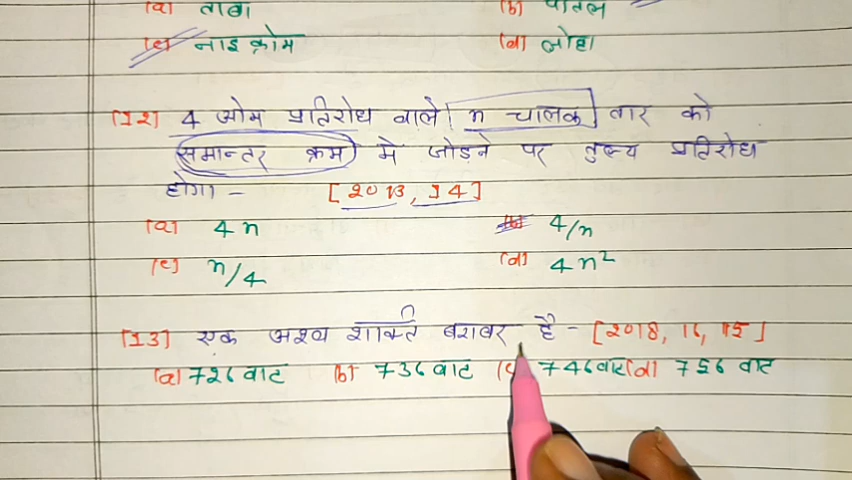 (a) ताबा (b) पीतल
(c) नाइ क्रोम (d) लोहा
[12] 4 ओम प्रतिरोध वाले n चालक तार को
समान्तर क्रम मे जोड़ने पर तुल्य प्रतिरोध
होगा - [2013, 14]
(a) 4n (b) 4/n
(c) n/4 (d) 4n²
[13] एक अश्व शक्ति बराबर है - [2018, 16, 15]
(a) 726 वाट (b) 736 वाट (c) 746 वाट (d) 756 वाट